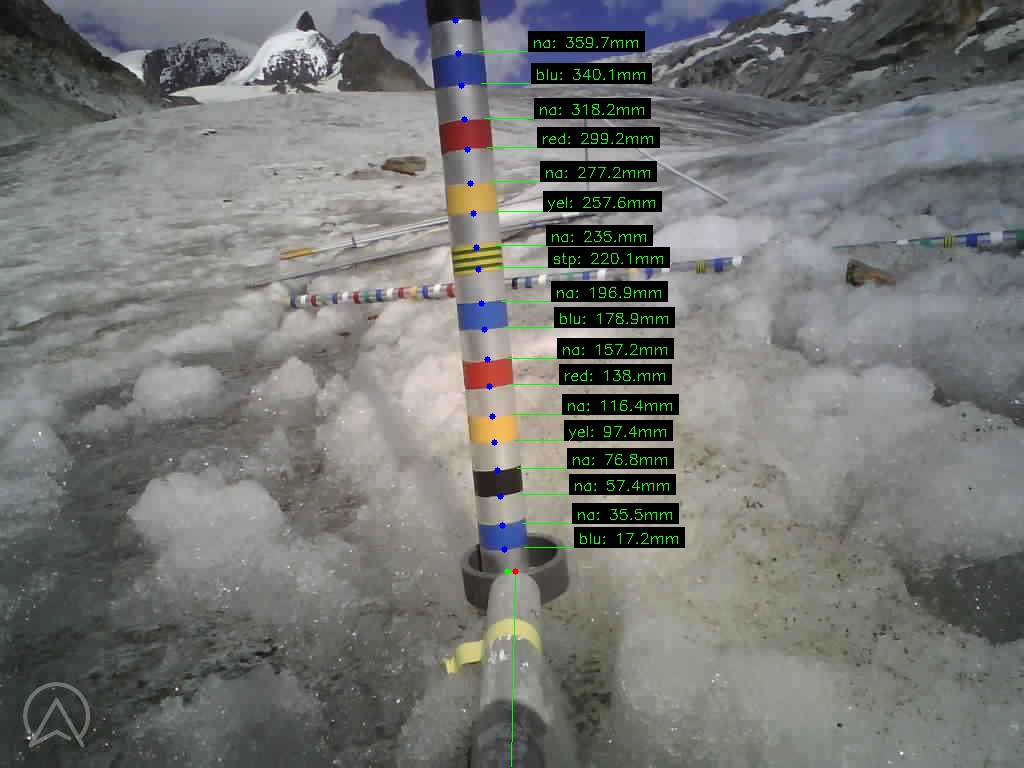 na: 359.7mm
blu: 340.1mm
na: 318.2mm
red: 299.2mm
na: 277.2mm
yel: 257.6mm
na: 235.mm
stp: 220.1mm
na: 196.9mm
blu: 178.9mm
na: 157.2mm
red: 138.mm
na: 116.4mm
yel: 97.4mm
na: 76.8mm
na: 57.4mm
na: 35.5mm
blu: 17.2mm